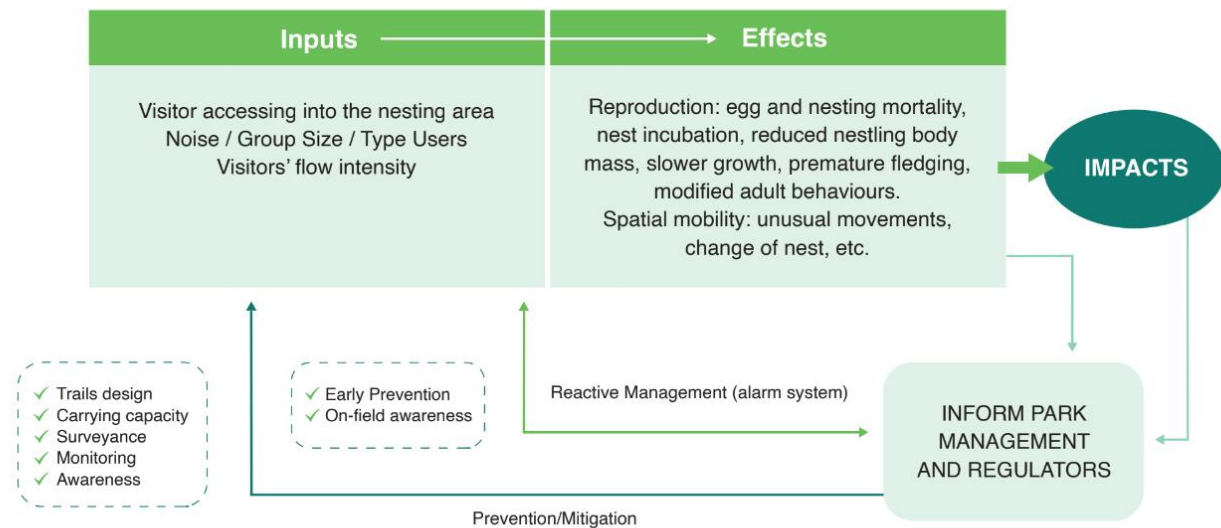 Inputs
Effects
Visitor accessing into the nesting area
Noise / Group Size / Type Users
Visitors' flow intensity
Reproduction: egg and nesting mortality,
nest incubation, reduced nestling body
mass, slower growth, premature fledging,
modified adult behaviours.
Spatial mobility: unusual movements,
change of nest, etc.
IMPACTS
Trails design
Carrying capacity
Surveyance
Monitoring
Awareness
Early Prevention
On-field awareness
Reactive Management (alarm system)
INFORM PARK
MANAGEMENT
AND REGULATORS
Prevention/Mitigation